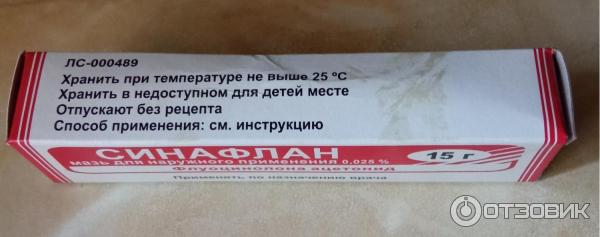 ЛС-000489
Хранить при температуре не выше 25 ºС
Хранить в недоступном для детей месте
Отпускают без рецепта
Способ применения: см. инструкцию
СИНАФЛАН
мазь для наружного применения 0,025 %
15 г
Флуоцинолона ацетонид
Применять по назначению врача
ОТЗОВИК